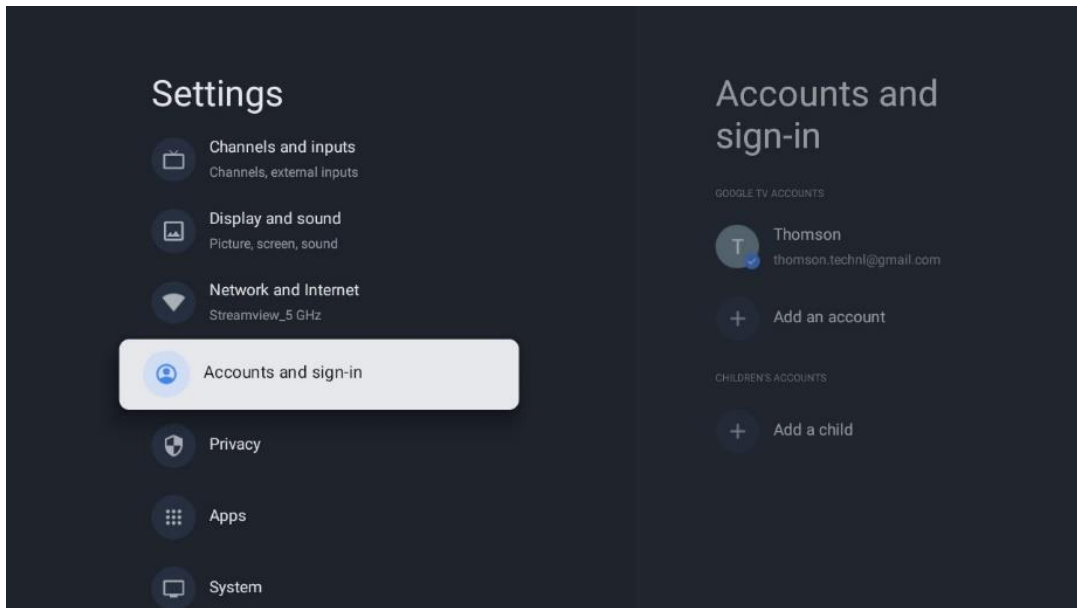 Settings
Channels and inputs
Channels, external inputs
Display and sound
Picture, screen, sound
Network and Internet
Streamview_5 GHz
Accounts and sign-in
Privacy
Apps
System
Accounts and
sign-in
GOOGLE TV ACCOUNTS
T
Thomson
thomson.technl@gmail.com
Add an account
CHILDREN'S ACCOUNTS
Add a child